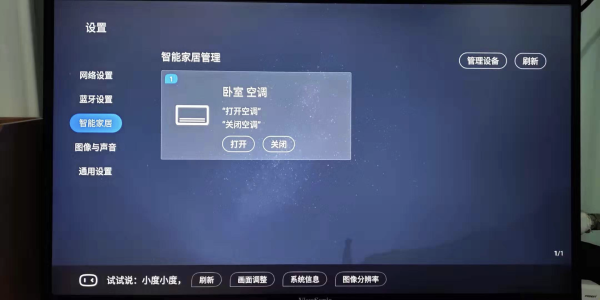 设置
网络设置
蓝牙设置
智能家居
图像与声音
通用设置
智能家居管理
管理设备 刷新
1
卧室 空调
"打开空调"
"关闭空调"
打开 关闭
1/1
试试说：小度小度， 刷新 画面调整 系统信息 图像分辨率
ViewSonic